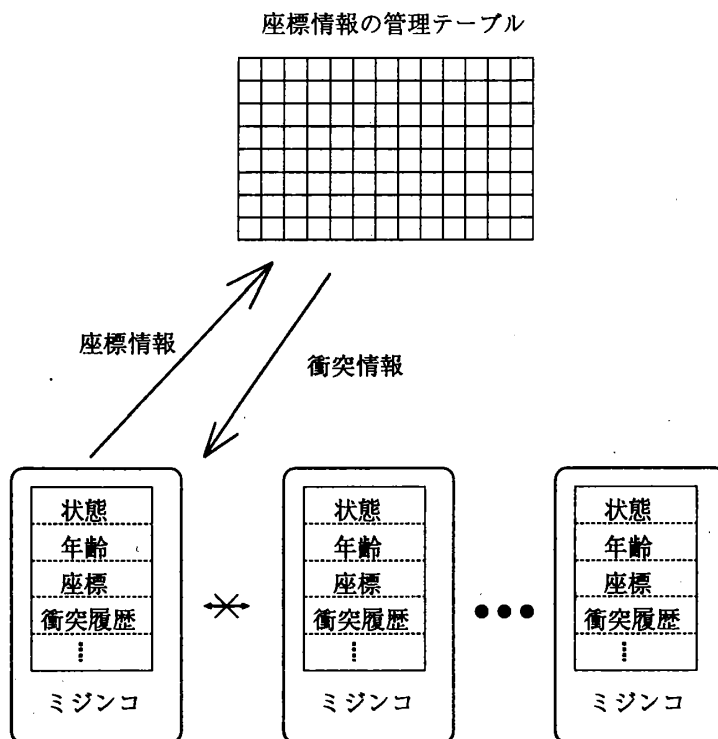 座標情報の管理テーブル
座標情報
衝突情報
状態
年齢
座標
衝突履歴
ミジンコ
状態
年齢
座標
衝突履歴
ミジンコ
状態
年齢
座標
衝突履歴
ミジンコ